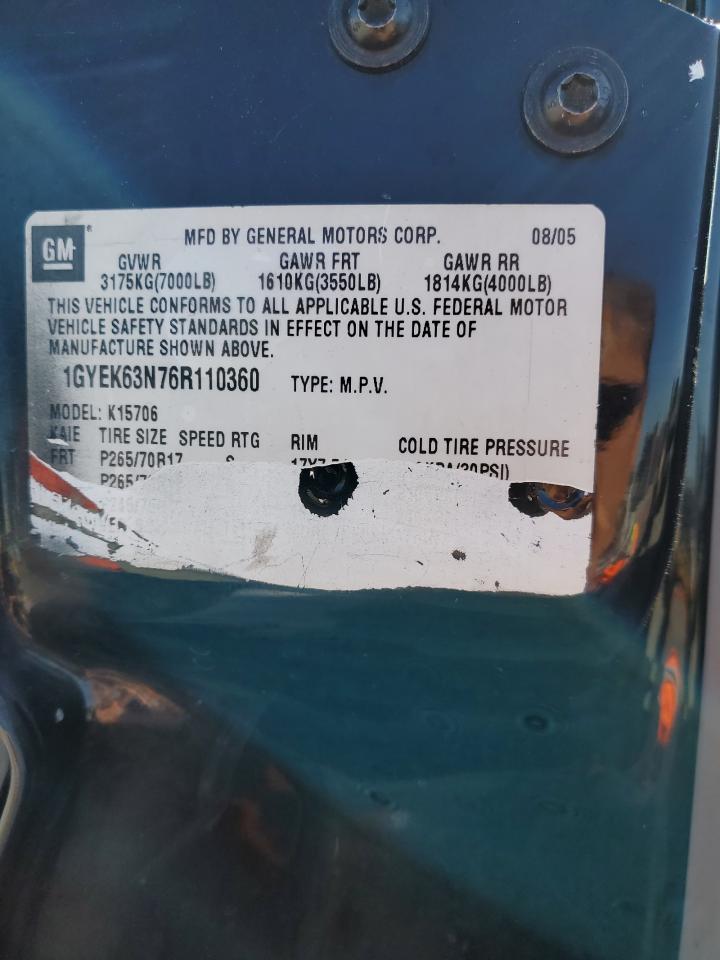 GM
MFD BY GENERAL MOTORS CORP. 08/05
GVWR GAWR FRT GAWR RR
3175KG(7000LB) 1610KG(3550LB) 1814KG(4000LB)
THIS VEHICLE CONFORMS TO ALL APPLICABLE U.S. FEDERAL MOTOR
VEHICLE SAFETY STANDARDS IN EFFECT ON THE DATE OF
MANUFACTURE SHOWN ABOVE.
1GYEK63N76R110360 TYPE: M.P.V.
MODEL: K15706
TIRE SIZE SPEED RTG RIM COLD TIRE PRESSURE
FRT P265/70R17